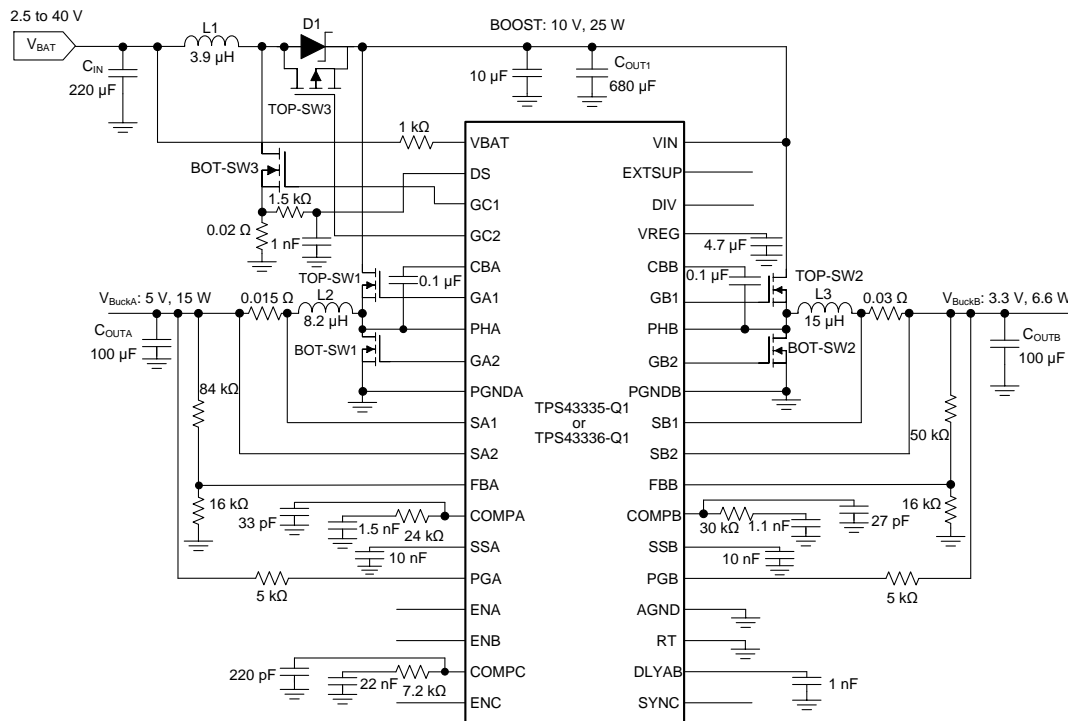 2.5 to 40 V
VBAT
L1
3.9 µH
D1
BOOST: 10 V, 25 W
CIN
220 µF
TOP-SW3
10 µF
COUT1
680 µF
1 kΩ
BOT-SW3
1.5 kΩ
0.02 Ω
1 nF
TOP-SW1
0.1 µF
VBuckA: 5 V, 15 W
0.015 Ω
L2
8.2 µH
COUTA
100 µF
BOT-SW1
84 kΩ
16 kΩ
33 pF
1.5 nF
24 kΩ
10 nF
5 kΩ
220 pF
22 nF
7.2 kΩ
VBAT
DS
GC1
GC2
CBA
GA1
PHA
GA2
PGNDA
SA1
SA2
FBA
COMPA
SSA
PGA
ENA
ENB
COMPC
ENC
TPS43335-Q1
or
TPS43336-Q1
VIN
EXTSUP
DIV
VREG
CBB
GB1
PHB
GB2
PGNDB
SB1
SB2
FBB
COMPB
SSB
PGB
AGND
RT
DLYAB
SYNC
4.7 µF
0.1 µF
TOP-SW2
L3
15 µH
0.03 Ω
VBuckB: 3.3 V, 6.6 W
BOT-SW2
COUTB
100 µF
50 kΩ
16 kΩ
30 kΩ
1.1 nF
27 pF
10 nF
5 kΩ
1 nF